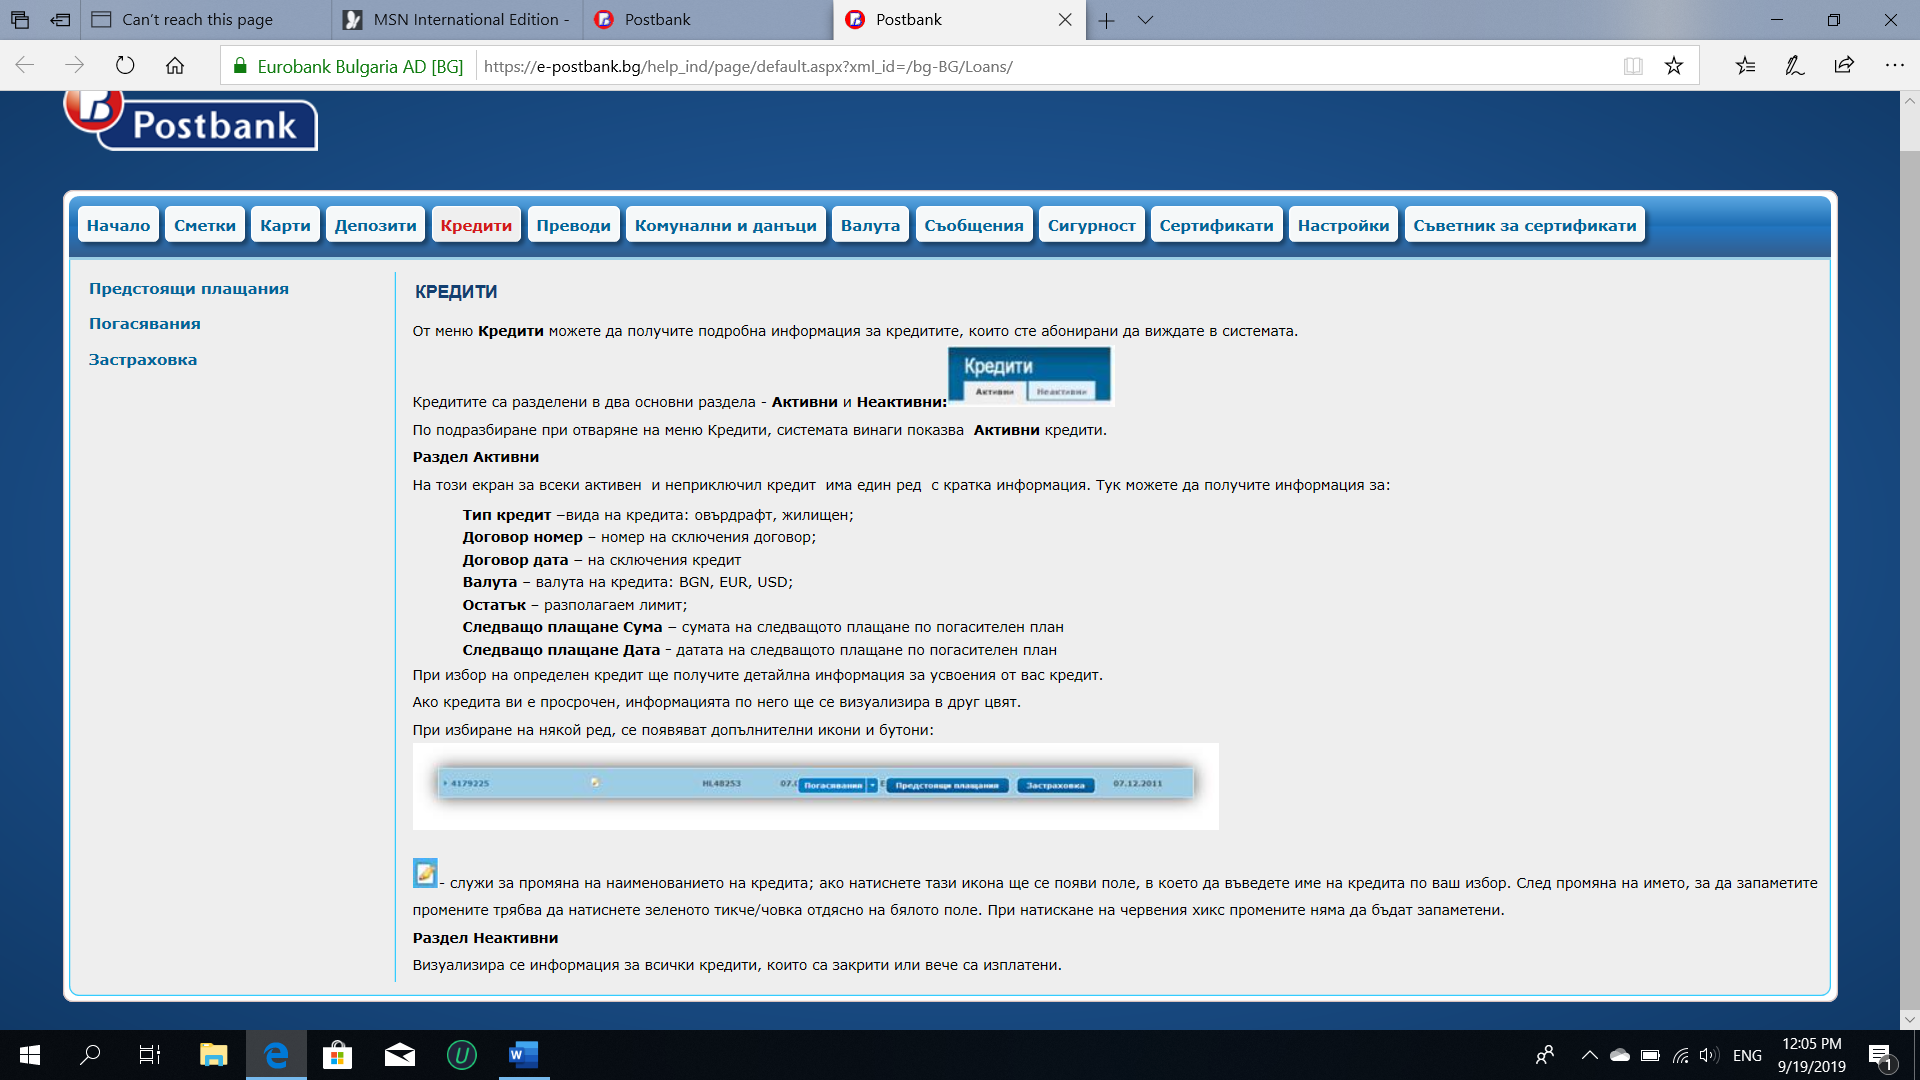 Can't reach this page
MSN International Edition -
Postbank
Postbank
Eurobank Bulgaria AD [BG]
https://e-postbank.bg/help_ind/page/default.aspx?xml_id=/bg-BG/Loans/
Postbank
Начало Сметки Карти Депозити Кредити Преводи Комунални и данъци Валута Съобщения Сигурност Сертификати Настройки Съветник за сертификати
Предстоящи плащания
Погасявания
Застраховка
КРЕДИТИ
От меню Кредити можете да получите подробна информация за кредитите, които сте абонирани да виждате в системата.
Кредити
Активни Неактивни
Кредитите са разделени в два основни раздела - Активни и Неактивни:
По подразбиране при отваряне на меню Кредити, системата винаги показва Активни кредити.
Раздел Активни
На този екран за всеки активен и неприключил кредит има един ред с кратка информация. Тук можете да получите информация за:
Тип кредит –вида на кредита: овърдрафт, жилищен;
Договор номер – номер на сключения договор;
Договор дата – на сключения кредит
Валута – валута на кредита: BGN, EUR, USD;
Остатък – разполагаем лимит;
Следващо плащане Сума – сумата на следващото плащане по погасителен план
Следващо плащане Дата - датата на следващото плащане по погасителен план
При избор на определен кредит ще получите детайлна информация за усвоения от вас кредит.
Ако кредита ви е просрочен, информацията по него ще се визуализира в друг цвят.
При избиране на някой ред, се появяват допълнителни икони и бутони:
4179225 HL48253 07. Погасявания Предстоящи плащания Застраховка 07.12.2011
- служи за промяна на наименованието на кредита; ако натиснете тази икона ще се появи поле, в което да въведете име на кредита по ваш избор. След промяна на името, за да запаметите
промените трябва да натиснете зеленото тикче/човка отдясно на бялото поле. При натискане на червения хикс промените няма да бъдат запаметени.
Раздел Неактивни
Визуализира се информация за всички кредити, които са закрити или вече са изплатени.
ENG
12:05 PM
9/19/2019
1